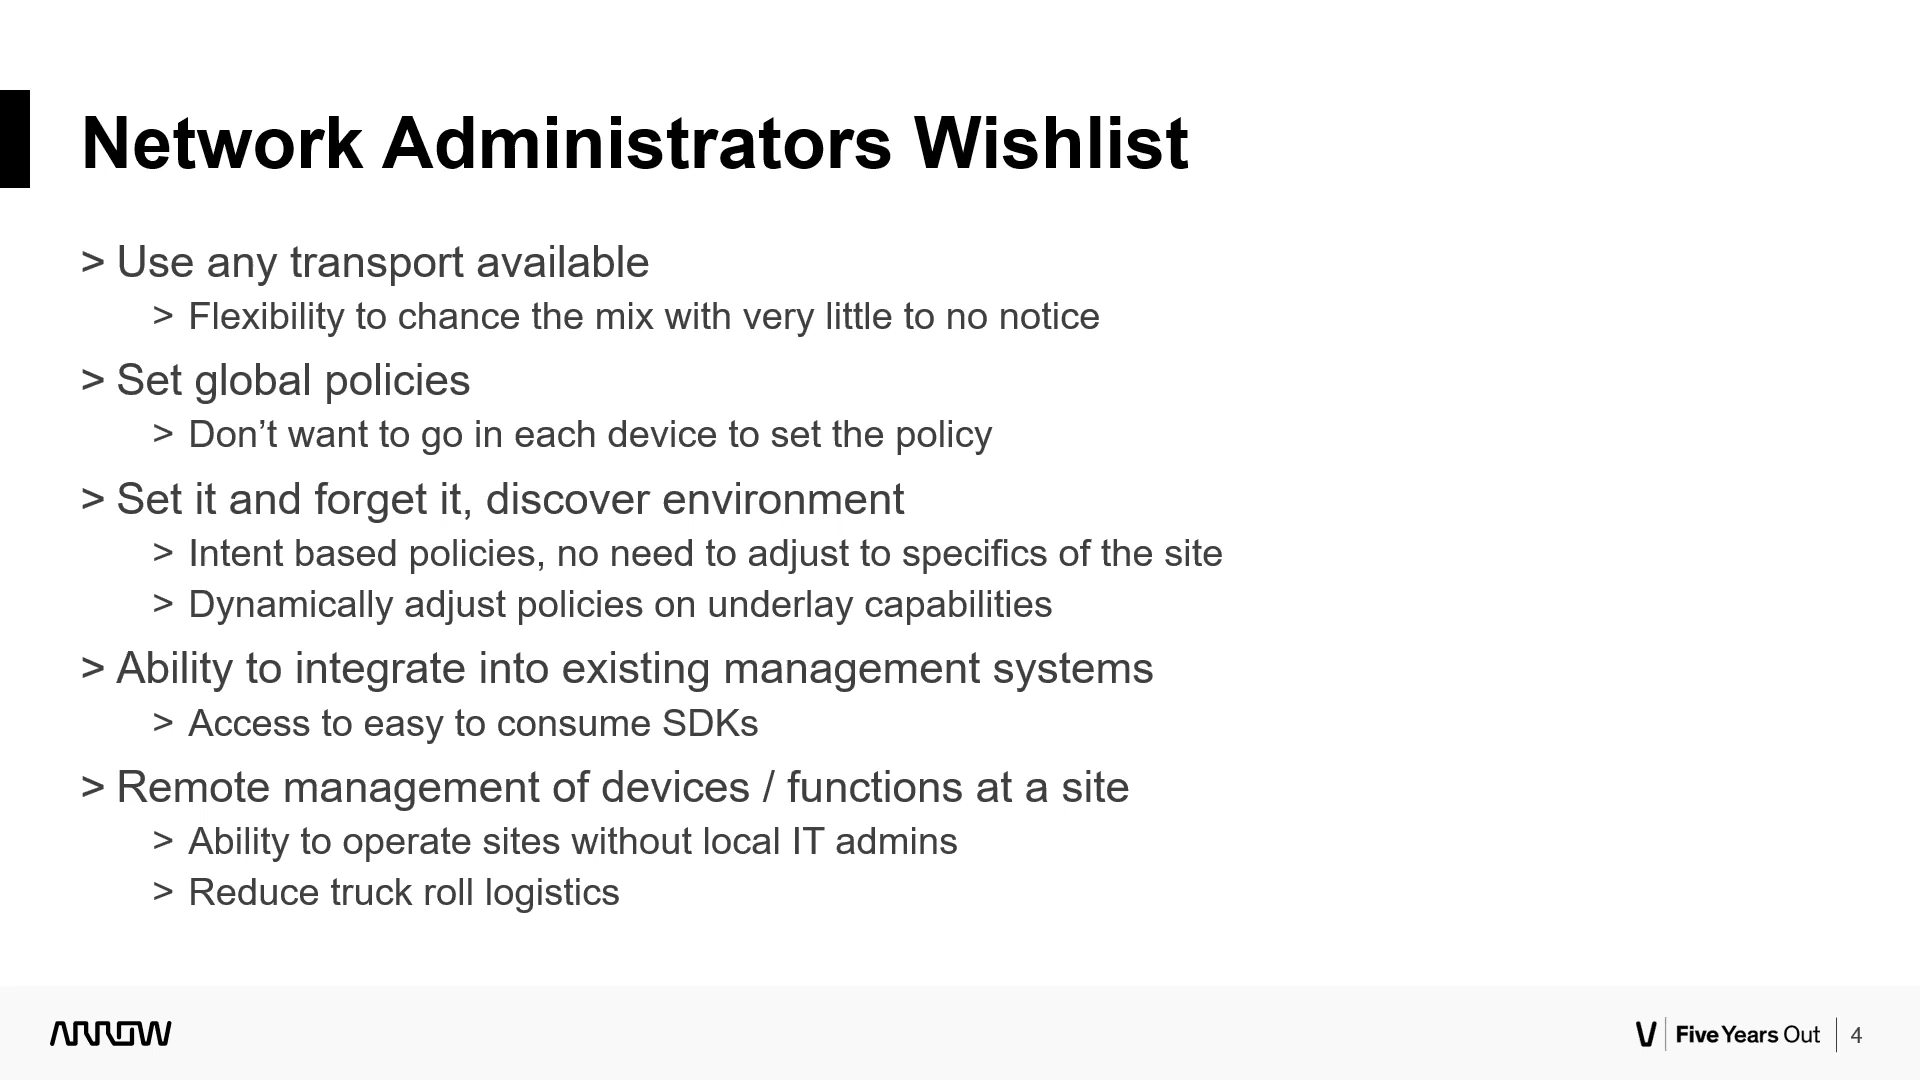 Network Administrators Wishlist
> Use any transport available
> Flexibility to chance the mix with very little to no notice
> Set global policies
> Don’t want to go in each device to set the policy
> Set it and forget it, discover environment
> Intent based policies, no need to adjust to specifics of the site
> Dynamically adjust policies on underlay capabilities
> Ability to integrate into existing management systems
> Access to easy to consume SDKs
> Remote management of devices / functions at a site
> Ability to operate sites without local IT admins
> Reduce truck roll logistics
ARROW
Five Years Out
4